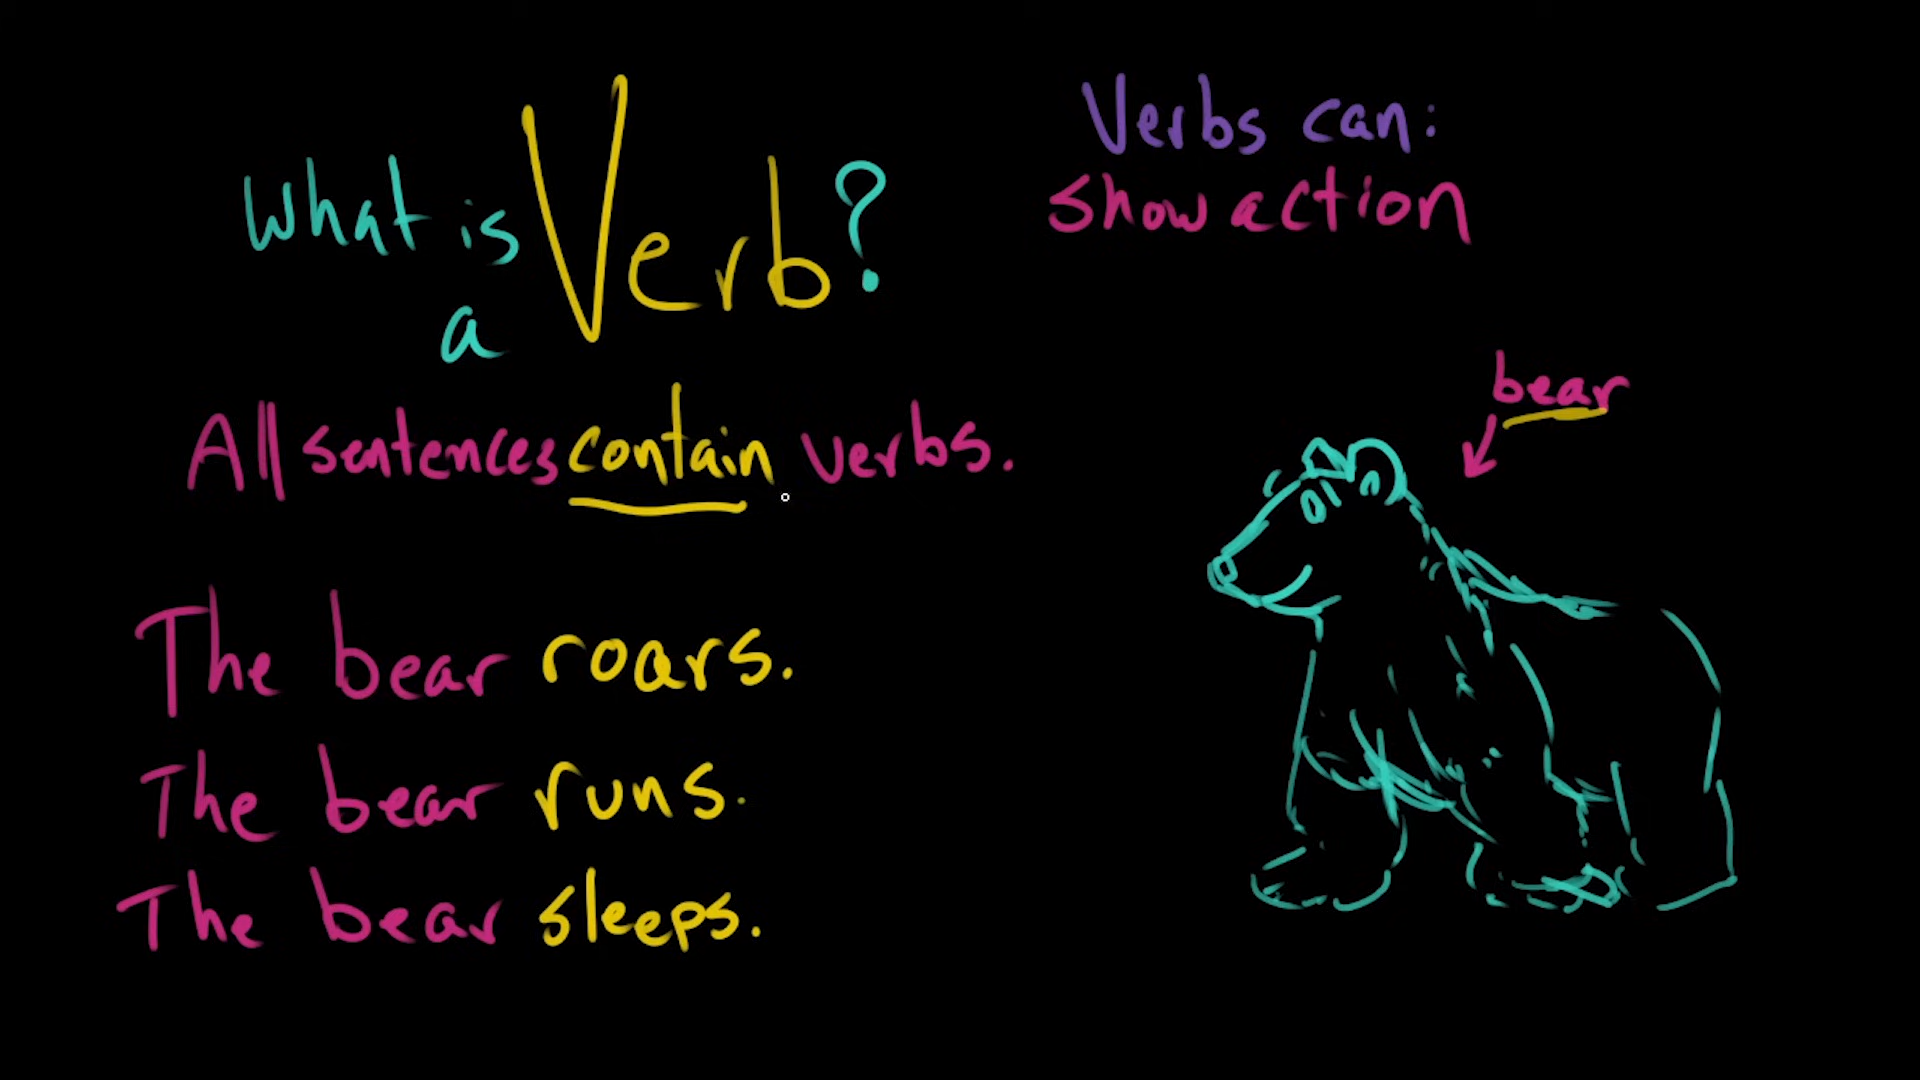 What is a Verb?
All sentences contain verbs.
The bear roars.
The bear runs.
The bear sleeps.
Verbs can:
show action
bear